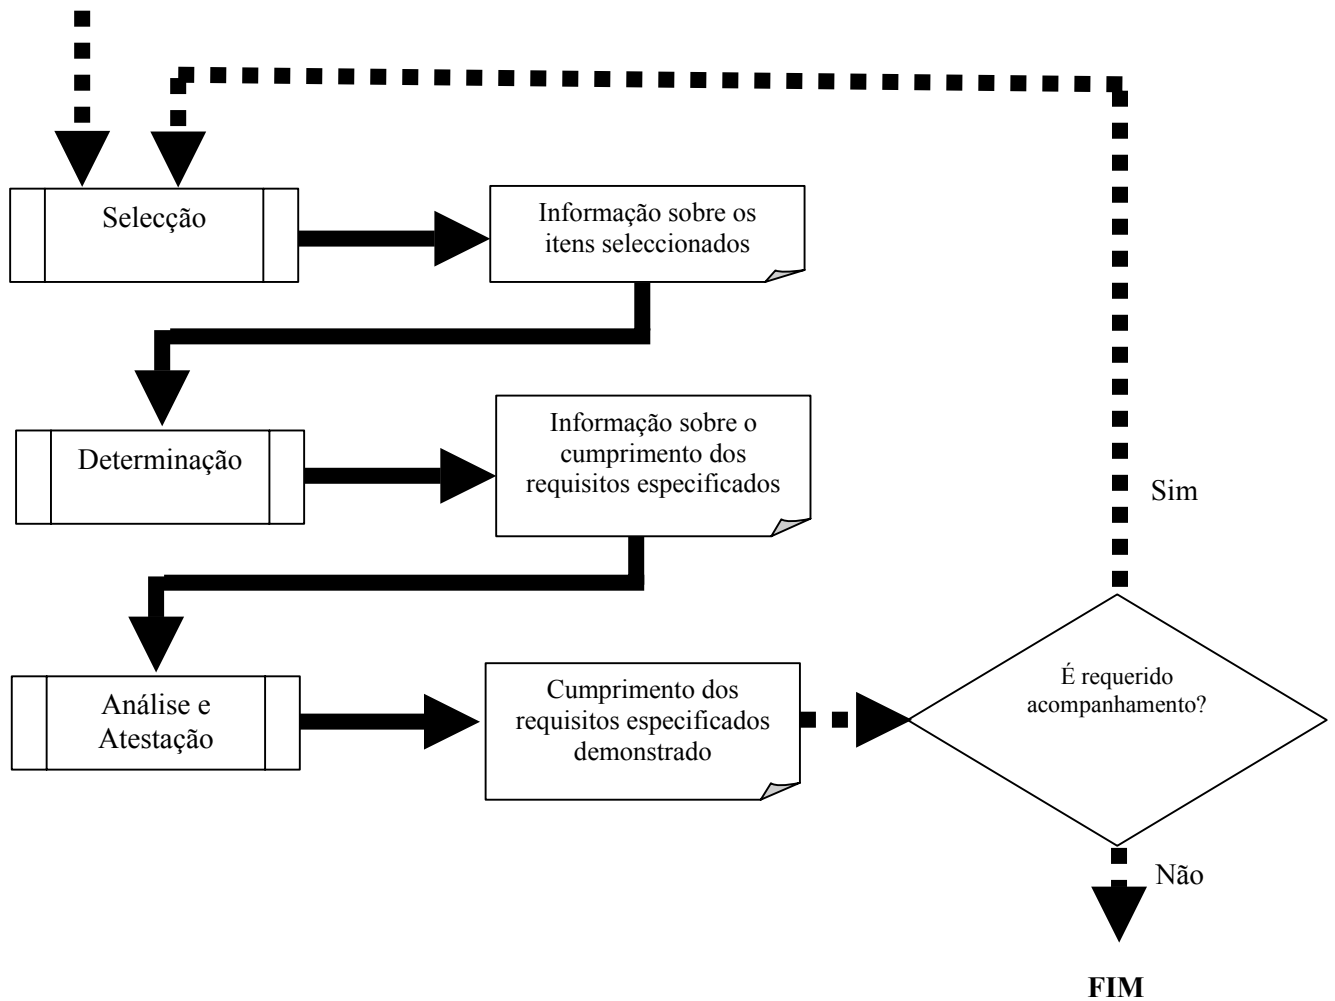 Selecção
Informação sobre os
itens seleccionados
Determinação
Informação sobre o
cumprimento dos
requisitos especificados
Sim
Análise e
Atestação
Cumprimento dos
requisitos especificados
demonstrado
É requerido
acompanhamento?
Não
FIM